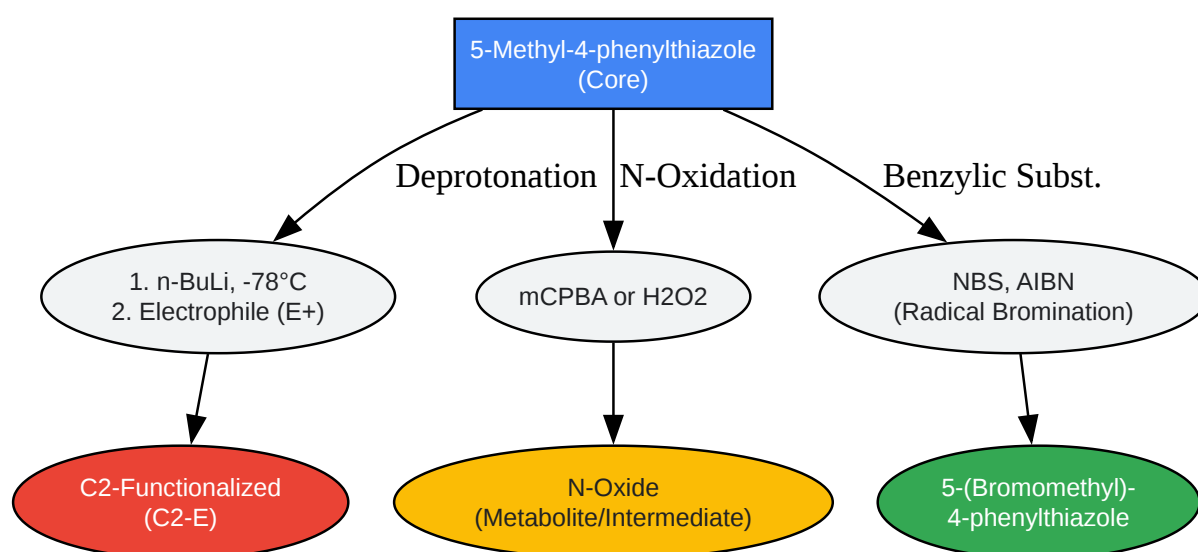 5-Methyl-4-phenylthiazole
(Core)
Deprotonation
N-Oxidation
Benzylic Subst.
1. n-BuLi, -78°C
2. Electrophile (E+)
mCPBA or H2O2
NBS, AIBN
(Radical Bromination)
C2-Functionalized
(C2-E)
N-Oxide
(Metabolite/Intermediate)
5-(Bromomethyl)-
4-phenylthiazole